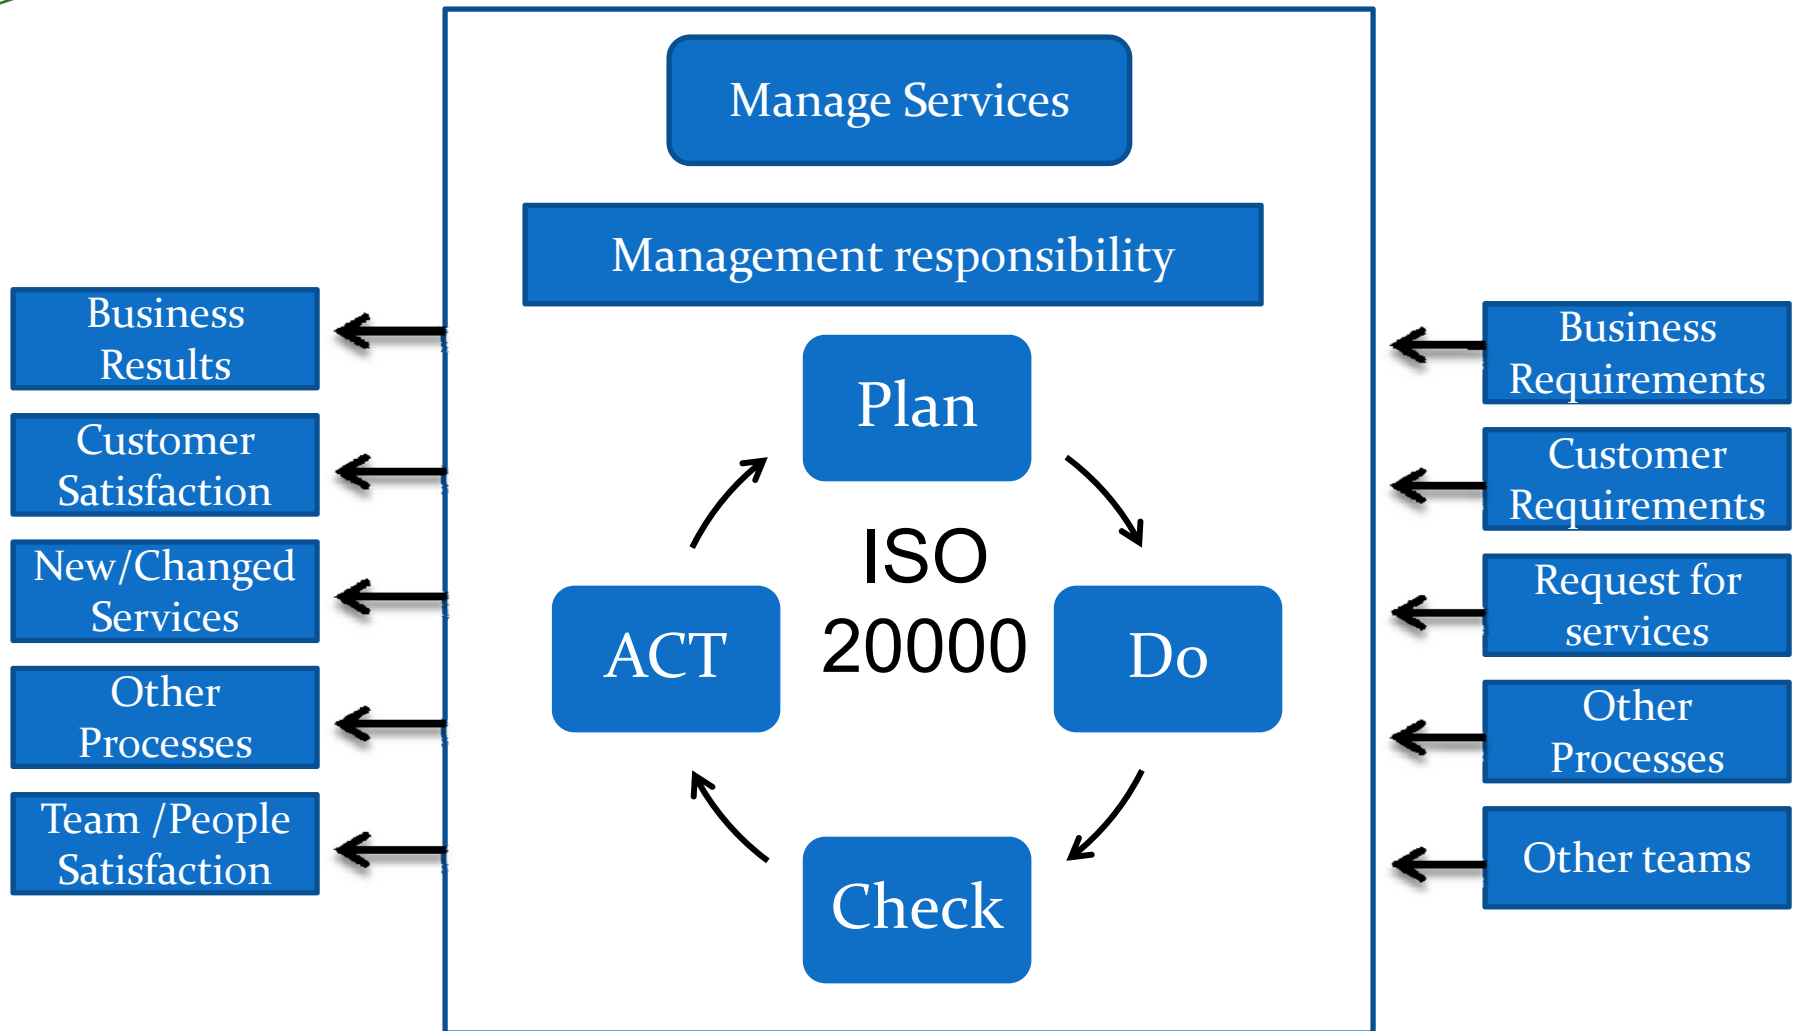 Manage Services
Management responsibility
Business
Results
Customer
Satisfaction
New/Changed
Services
Other
Processes
Team /People
Satisfaction
Plan
ISO
20000
ACT
Do
Check
Business
Requirements
Customer
Requirements
Request for
services
Other
Processes
Other teams